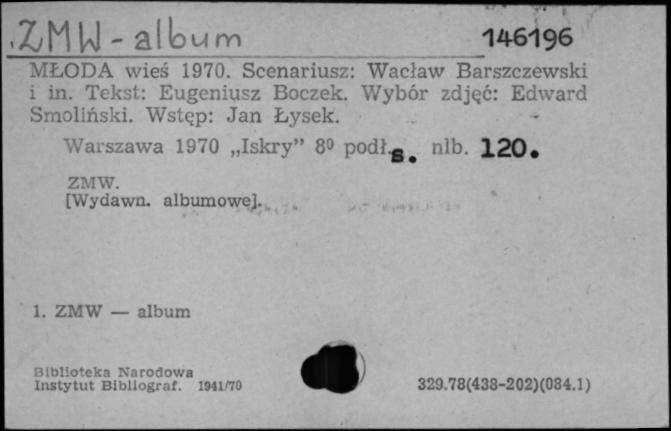 ZMW - album 146196
MŁODA wieś 1970. Scenariusz: Wacław Barszczewski
i in. Tekst: Eugeniusz Boczek. Wybór zdjęć: Edward
Smoliński. Wstęp: Jan Łysek.
Warszawa 1970 „Iskry” 8⁰ podł. s. nlb. 120.
ZMW.
[Wydawn. albumowe].
1. ZMW — album
Biblioteka Narodowa
Instytut Bibliograf. 1941/70 329.78(438-202)(084.1)